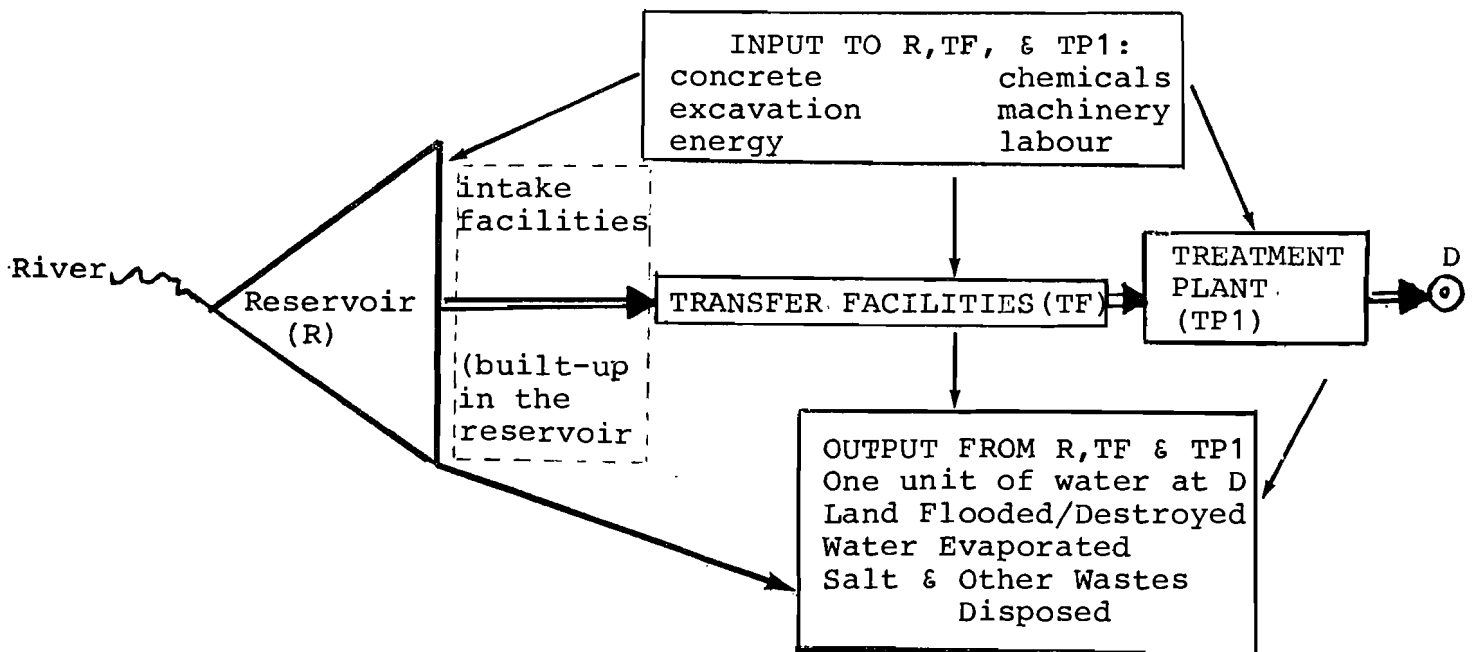 INPUT TO R,TF, & TP1:
concrete chemicals
excavation machinery
energy labour
intake
facilities
River
Reservoir
(R)
(built-up
in the
reservoir
TRANSFER FACILITIES(TF)
TREATMENT
PLANT
(TP1)
D
OUTPUT FROM R,TF & TP1
One unit of water at D
Land Flooded/Destroyed
Water Evaporated
Salt & Other Wastes
Disposed